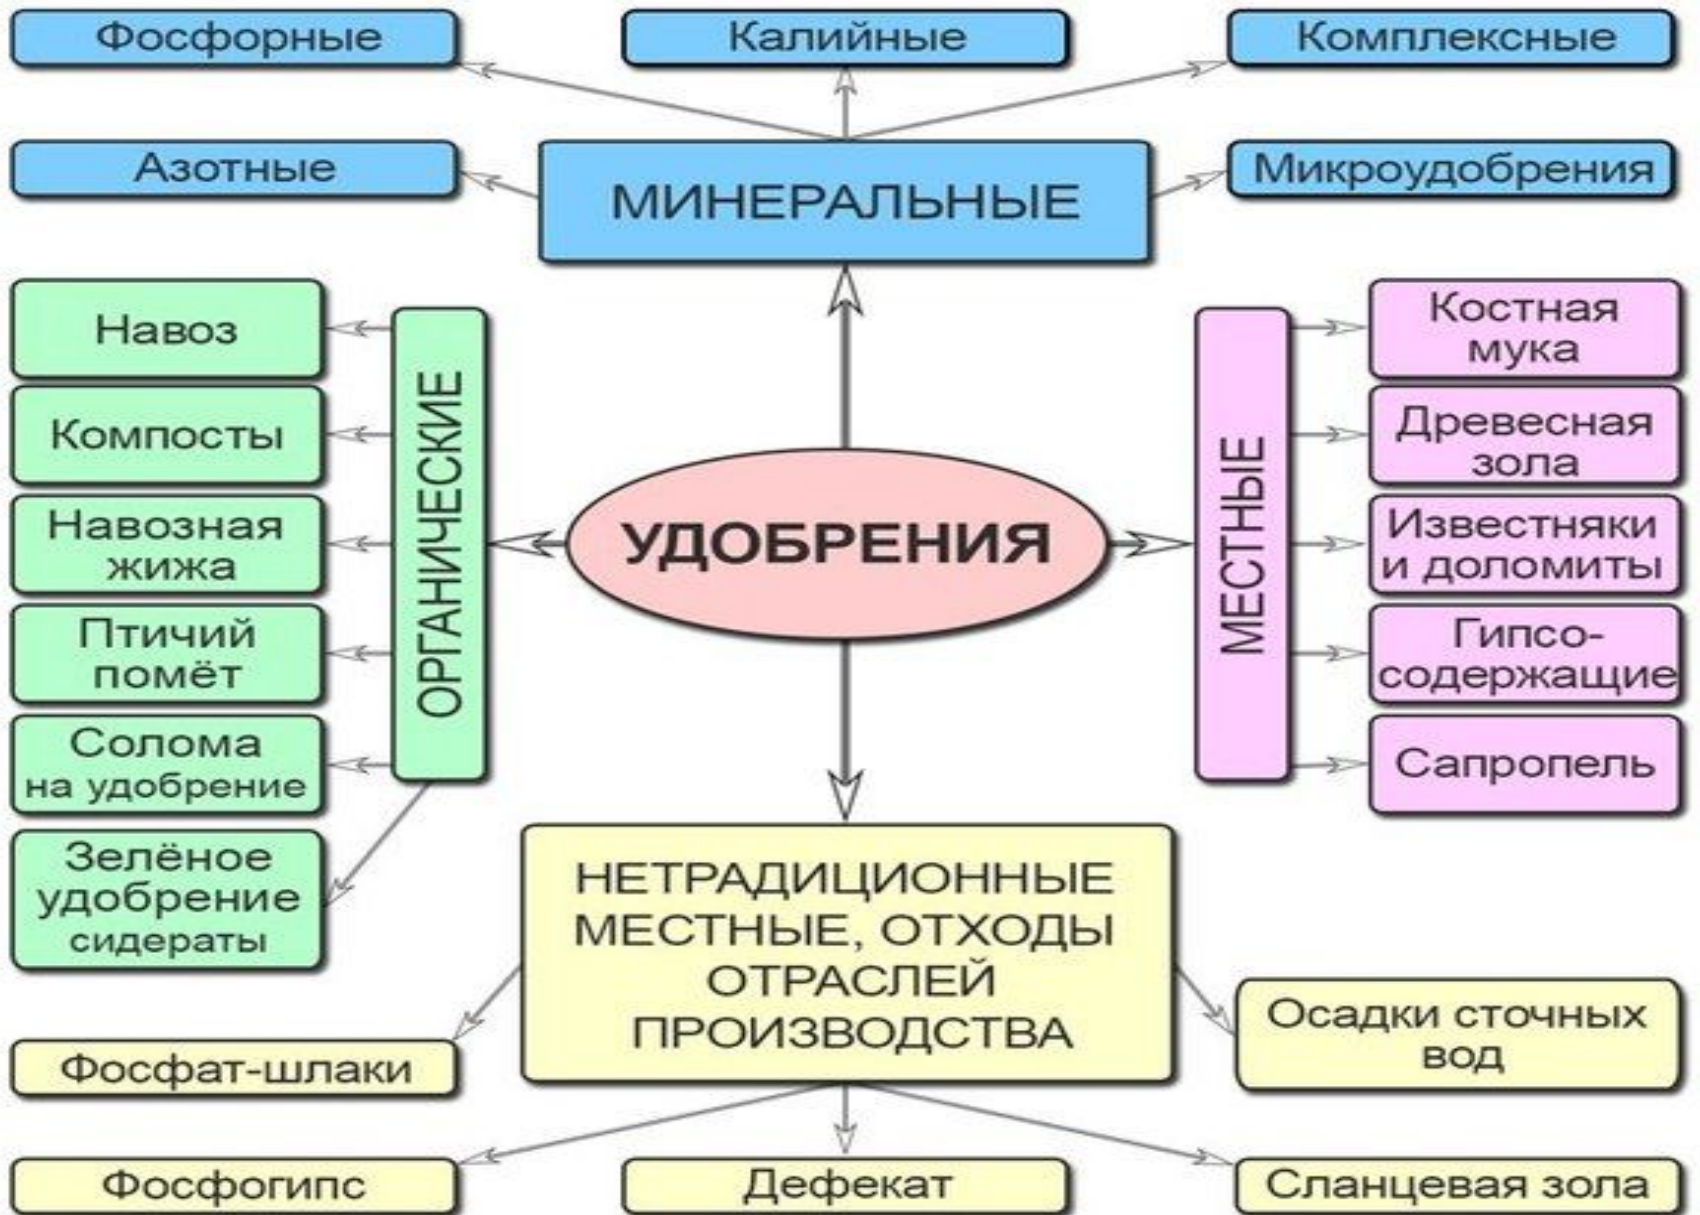 Фосфорные
Калийные
Комплексные
Азотные
МИНЕРАЛЬНЫЕ
Микроудобрения
Навоз
Компосты
Навозная
жижа
Птичий
помёт
Солома
на удобрение
Зелёное
удобрение
сидераты
ОРГАНИЧЕСКИЕ
УДОБРЕНИЯ
МЕСТНЫЕ
Костная
мука
Древесная
зола
Известняки
и доломиты
Гипсо-
содержащие
Сапропель
НЕТРАДИЦИОННЫЕ
МЕСТНЫЕ, ОТХОДЫ
ОТРАСЛЕЙ
ПРОИЗВОДСТВА
Фосфат-шлаки
Осадки сточных
вод
Фосфогипс
Дефекат
Сланцевая зола